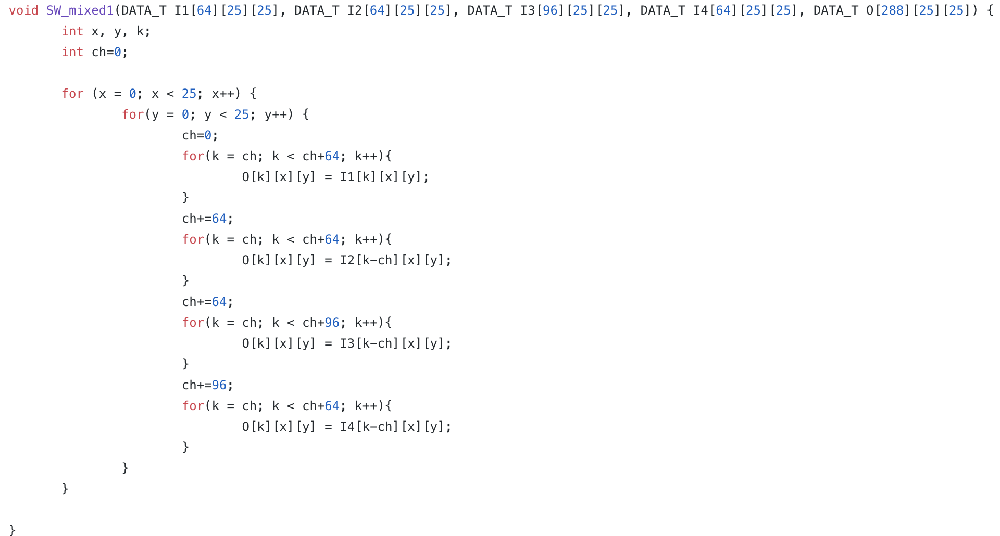 void SW_mixed1(DATA_T I1[64][25][25], DATA_T I2[64][25][25], DATA_T I3[96][25][25], DATA_T I4[64][25][25], DATA_T O[288][25][25]) {
int x, y, k;
int ch=0;
for (x = 0; x < 25; x++) {
for(y = 0; y < 25; y++) {
ch=0;
for(k = ch; k < ch+64; k++){
O[k][x][y] = I1[k][x][y];
}
ch+=64;
for(k = ch; k < ch+64; k++){
O[k][x][y] = I2[k-ch][x][y];
}
ch+=64;
for(k = ch; k < ch+96; k++){
O[k][x][y] = I3[k-ch][x][y];
}
ch+=96;
for(k = ch; k < ch+64; k++){
O[k][x][y] = I4[k-ch][x][y];
}
}
}
}